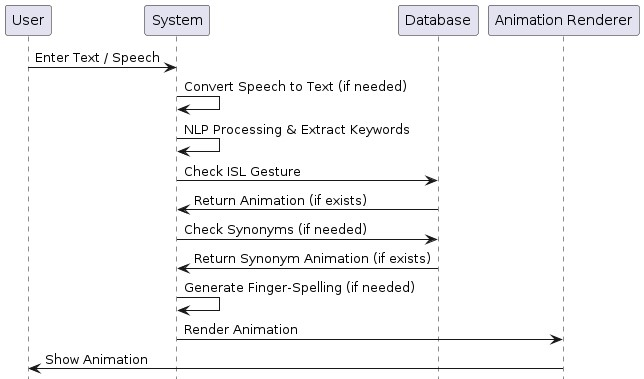 User
System
Database
Animation Renderer
Enter Text / Speech
Convert Speech to Text (if needed)
NLP Processing & Extract Keywords
Check ISL Gesture
Return Animation (if exists)
Check Synonyms (if needed)
Return Synonym Animation (if exists)
Generate Finger-Spelling (if needed)
Render Animation
Show Animation